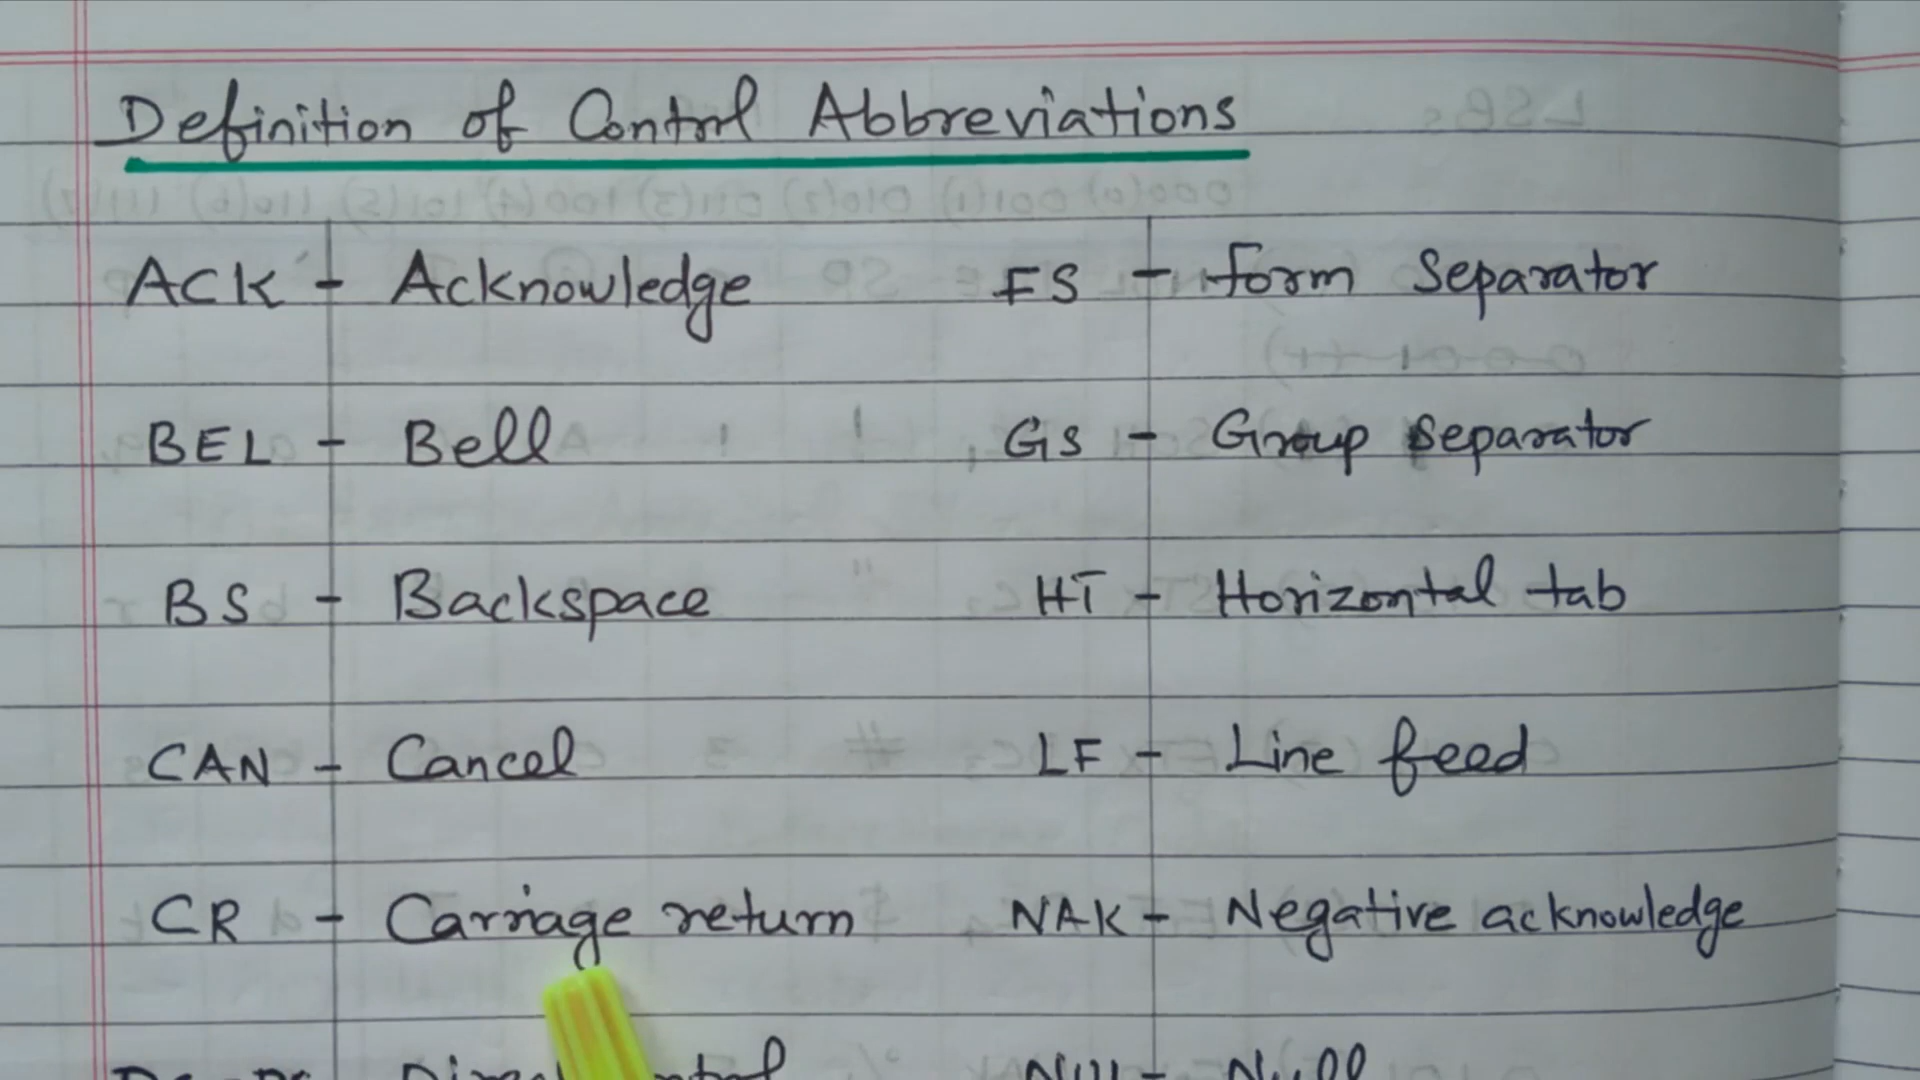 Definition of Control Abbreviations
ACK - Acknowledge FS - Form Separator
BEL - Bell GS - Group Separator
BS - Backspace HT - Horizontal tab
CAN - Cancel LF - Line feed
CR - Carriage return NAK - Negative acknowledge
- Null